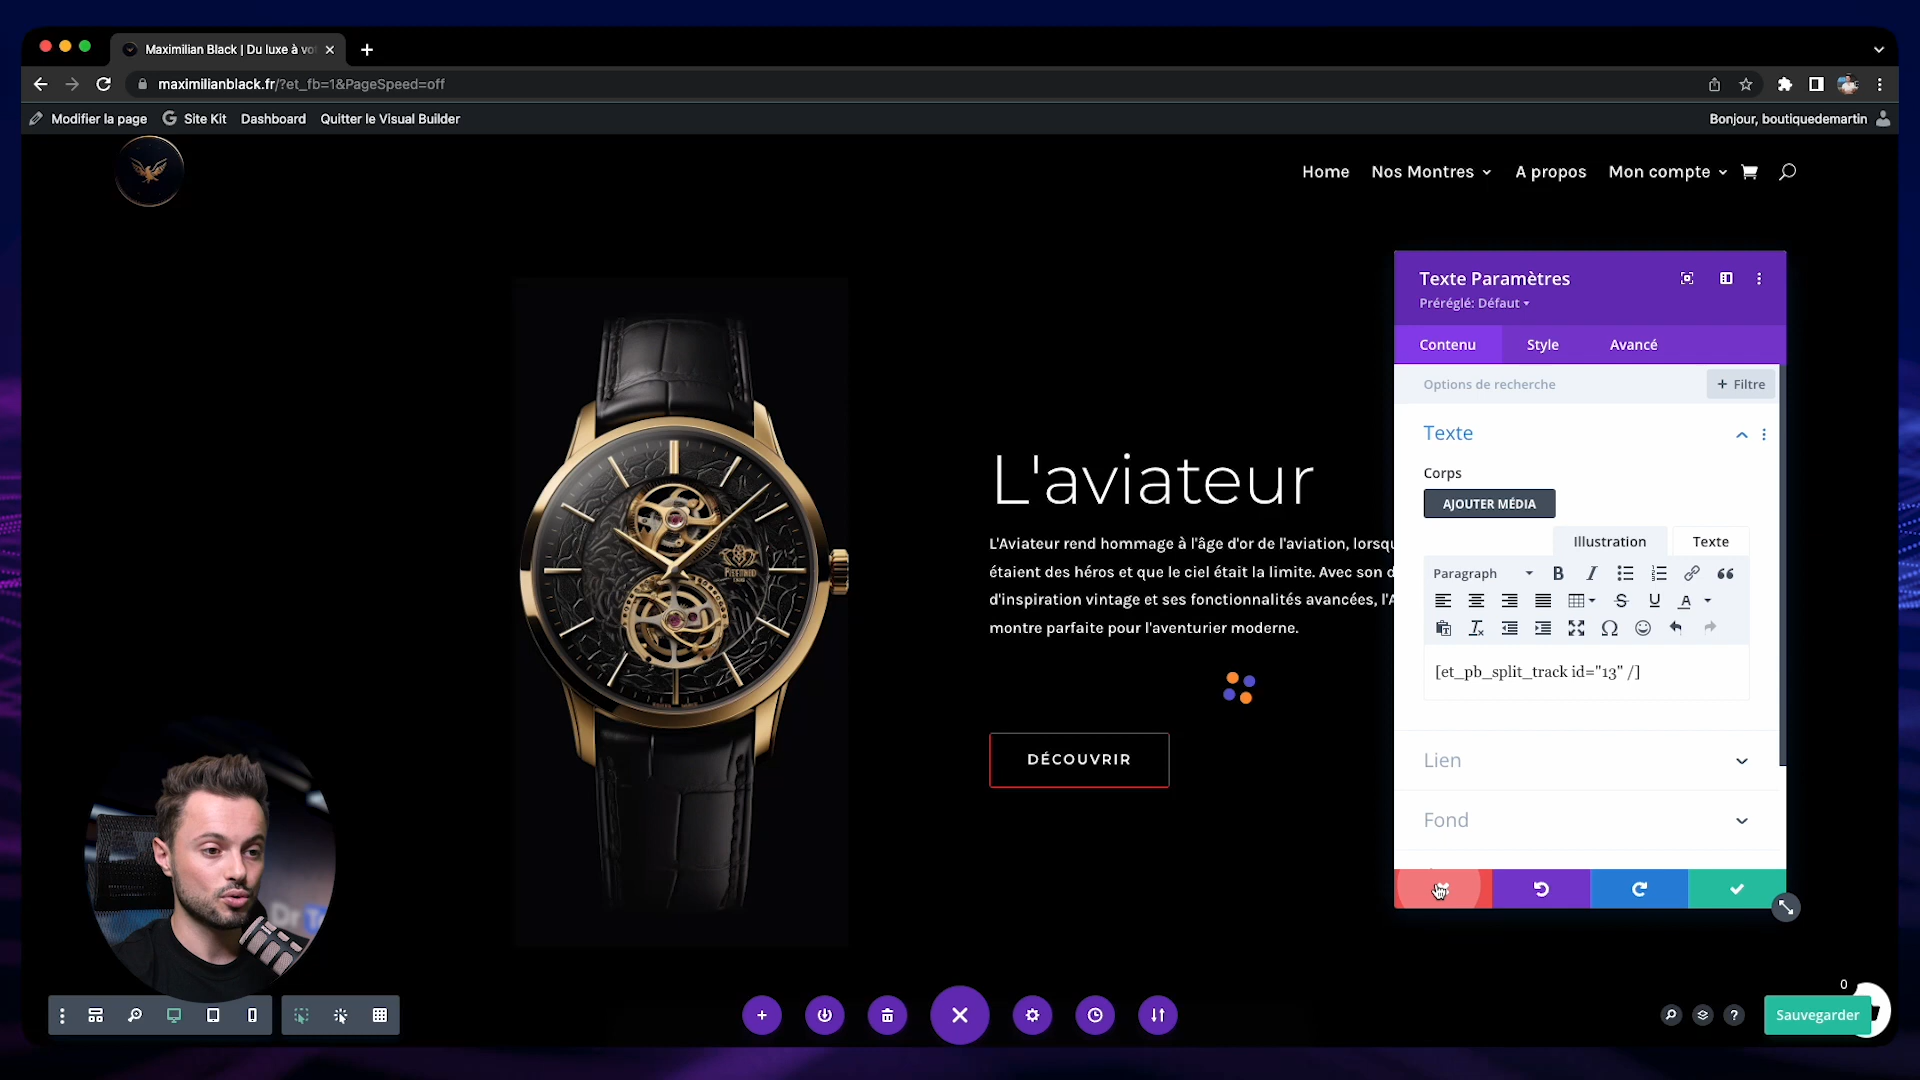 Maximilian Black | Du luxe à vot
maximilianblack.fr/?et_fb=1&PageSpeed=off
Modifier la page
Site Kit
Dashboard
Quitter le Visual Builder
Bonjour, boutiquedemartin
Home
Nos Montres
A propos
Mon compte
L'aviateur
L'Aviateur rend hommage à l'âge d'or de l'aviation, lorsqu
étaient des héros et que le ciel était la limite. Avec son d
d'inspiration vintage et ses fonctionnalités avancées, l'A
montre parfaite pour l'aventurier moderne.
DÉCOUVRIR
Texte Paramètres
Préréglé: Défaut
Contenu
Style
Avancé
Options de recherche
+ Filtre
Texte
Corps
AJOUTER MÉDIA
Illustration
Texte
Paragraph
[et_pb_split_track id="13" /]
Lien
Fond
0
Sauvegarder